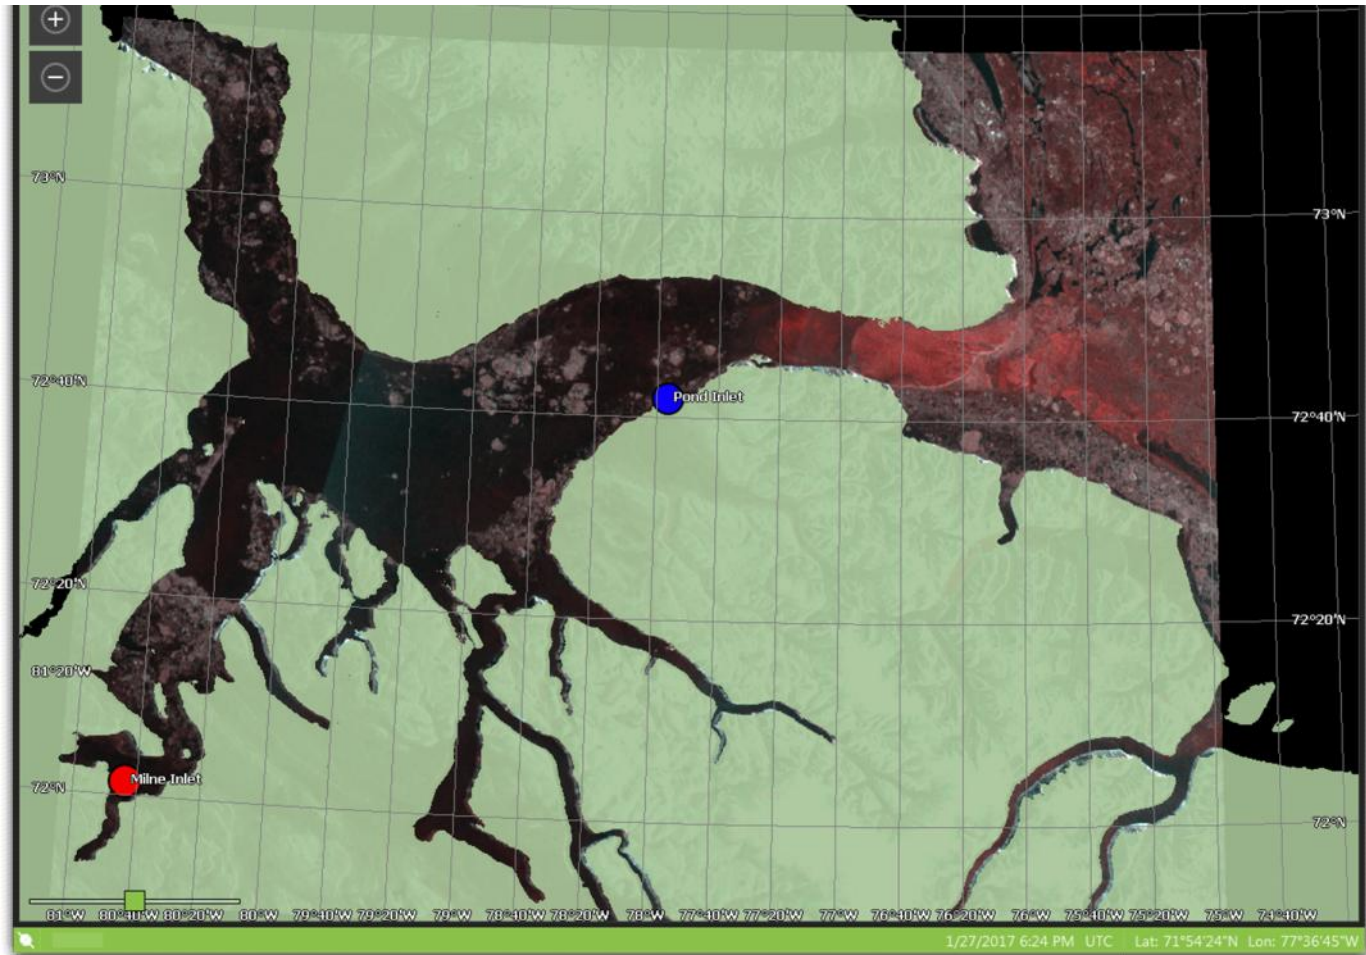 +
−
73°N
73°N
72°40'N
Pond Inlet
72°40'N
72°20'N
72°20'N
81°20'W
Milne Inlet
72°N
72°N
81°W 80°40'W 80°20'W 80°W 79°40'W 79°20'W 79°W 78°40'W 78°20'W 78°W 77°40'W 77°20'W 77°W 76°40'W 76°20'W 76°W 75°40'W 75°20'W 75°W 74°40'W
1/27/2017 6:24 PM UTC Lat: 71°54'24"N Lon: 77°36'45"W